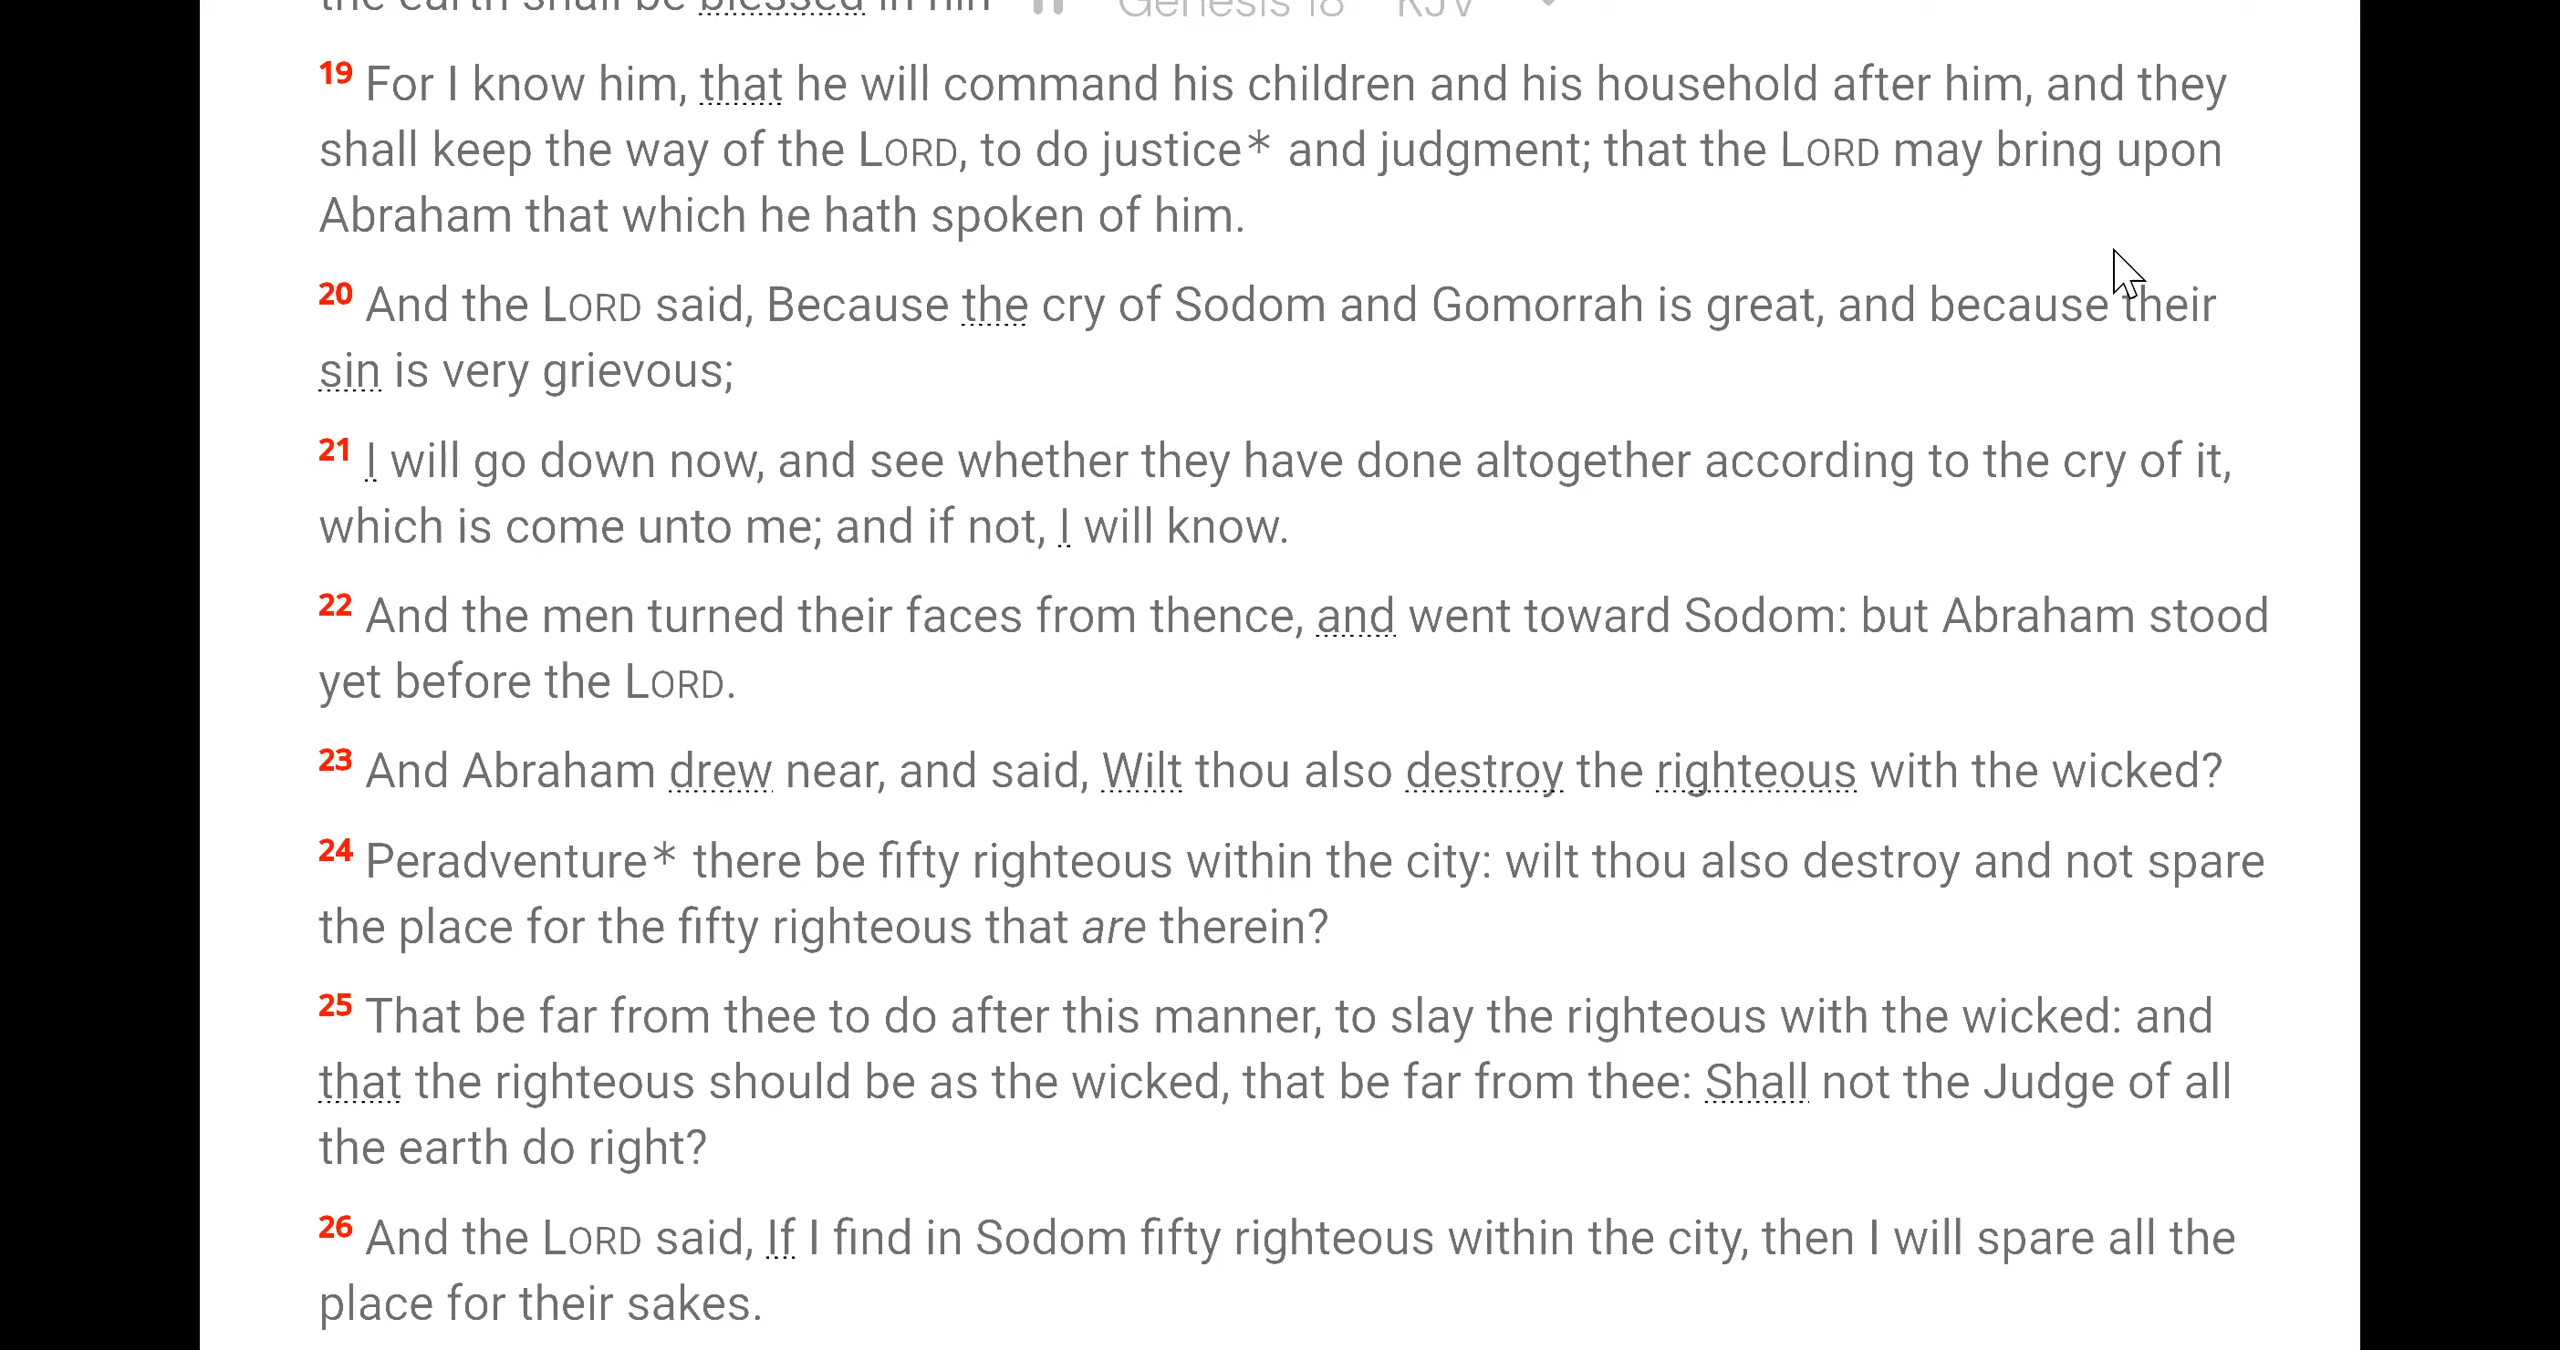 the earth shall be blessed in him Genesis 18 KJV
19 For I know him, that he will command his children and his household after him, and they
shall keep the way of the LORD, to do justice* and judgment; that the LORD may bring upon
Abraham that which he hath spoken of him.
20 And the LORD said, Because the cry of Sodom and Gomorrah is great, and because their
sin is very grievous;
21 I will go down now, and see whether they have done altogether according to the cry of it,
which is come unto me; and if not, I will know.
22 And the men turned their faces from thence, and went toward Sodom: but Abraham stood
yet before the LORD.
23 And Abraham drew near, and said, Wilt thou also destroy the righteous with the wicked?
24 Peradventure* there be fifty righteous within the city: wilt thou also destroy and not spare
the place for the fifty righteous that are therein?
25 That be far from thee to do after this manner, to slay the righteous with the wicked: and
that the righteous should be as the wicked, that be far from thee: Shall not the Judge of all
the earth do right?
26 And the LORD said, If I find in Sodom fifty righteous within the city, then I will spare all the
place for their sakes.